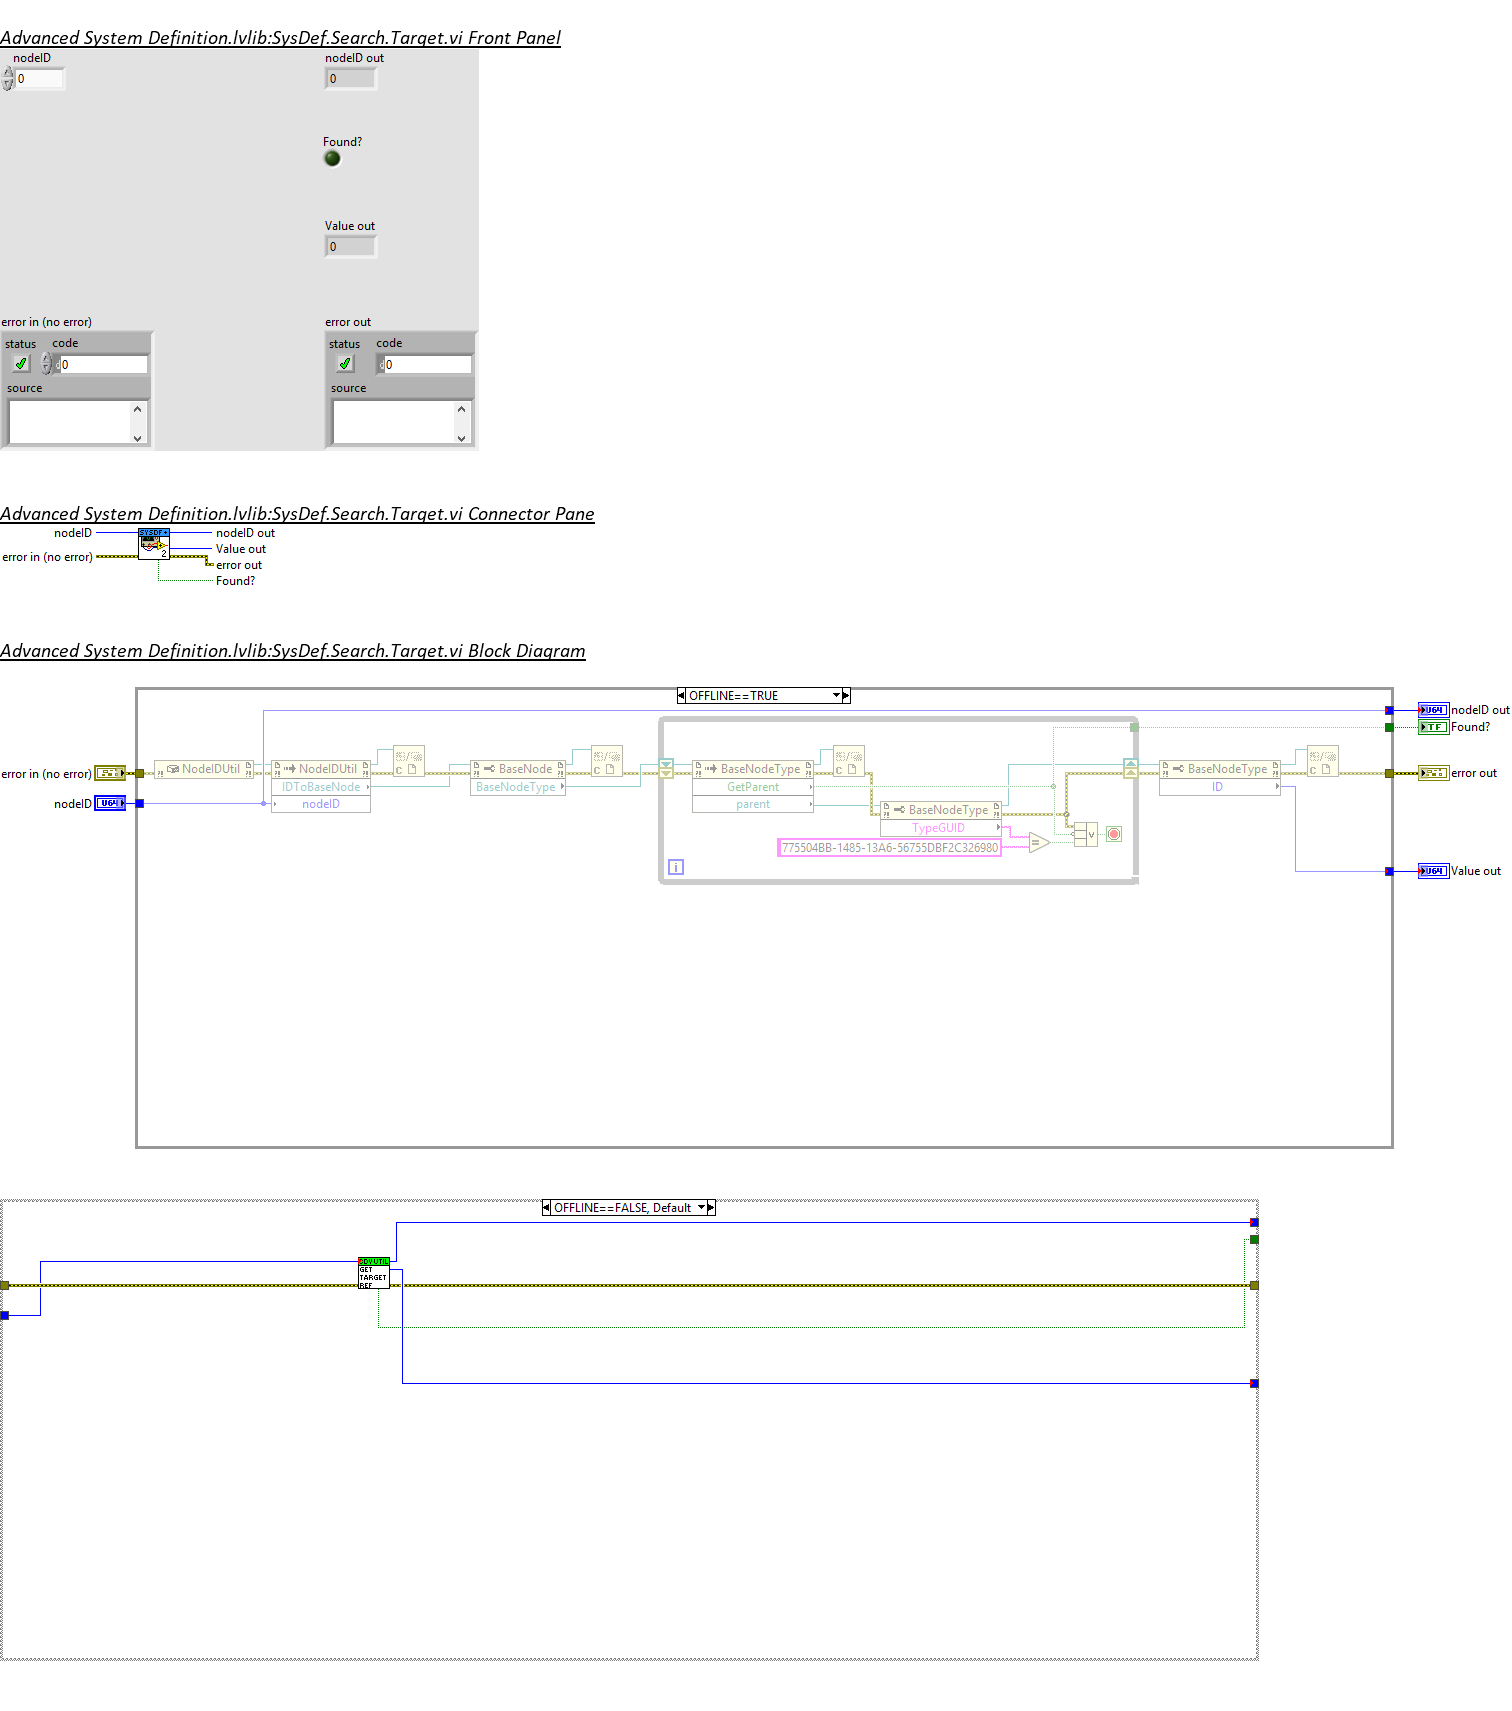 Advanced System Definition.lvlib:SysDef.Search.Target.vi Front Panel
nodeID
0
nodeID out
0
Found?
Value out
0
error in (no error)
status code
0
source
error out
status code
0
source
Advanced System Definition.lvlib:SysDef.Search.Target.vi Connector Pane
nodeID
error in (no error)
SYSDF+
2
nodeID out
Value out
error out
Found?
Advanced System Definition.lvlib:SysDef.Search.Target.vi Block Diagram
OFFLINE==TRUE
U64 nodeID out
TF Found?
error in (no error)
NodeIDUtil
NodeIDUtil
IDToBaseNode
nodeID
BaseNode
BaseNodeType
BaseNodeType
GetParent
parent
BaseNodeType
TypeGUID
775504BB-1485-13A6-56755DBF2C326980
=
V
i
BaseNodeType
ID
error out
nodeID U64
U64 Value out
OFFLINE==FALSE, Default
GET
TARGET
REF